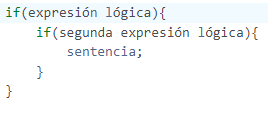 if(expresión lógica){
    if(segunda expresión lógica){
        sentencia;
    }
}